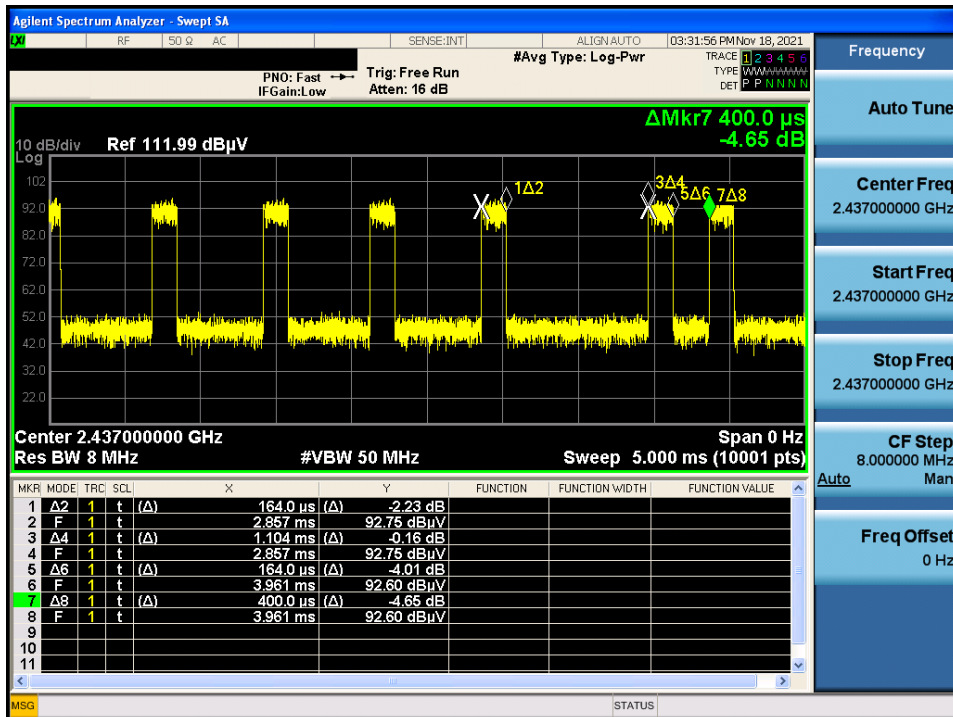 Agilent Spectrum Analyzer - Swept SA
LXI RF 50 Ω AC SENSE:INT ALIGN AUTO 03:31:56 PM Nov 18, 2021
#Avg Type: Log-Pwr
TRACE 1 2 3 4 5 6
TYPE
DET P P N N N N
PNO: Fast Trig: Free Run
IFGain:Low Atten: 16 dB
ΔMkr7 400.0 µs
-4.65 dB
10 dB/div Ref 111.99 dBµV
Log
102
92.0
82.0
72.0
62.0
52.0
42.0
32.0
22.0
X 1Δ2 X 3Δ4 5Δ6 7Δ8
Center 2.437000000 GHz Span 0 Hz
Res BW 8 MHz #VBW 50 MHz Sweep 5.000 ms (10001 pts)
MKR MODE TRC SCL X Y FUNCTION FUNCTION WIDTH FUNCTION VALUE
1 Δ2 1 t (Δ) 164.0 µs (Δ) -2.23 dB
2 F 1 t 2.857 ms 92.75 dBµV
3 Δ4 1 t (Δ) 1.104 ms (Δ) -0.16 dB
4 F 1 t 2.857 ms 92.75 dBµV
5 Δ6 1 t (Δ) 164.0 µs (Δ) -4.01 dB
6 F 1 t 3.961 ms 92.60 dBµV
7 Δ8 1 t (Δ) 400.0 µs (Δ) -4.65 dB
8 F 1 t 3.961 ms 92.60 dBµV
9
10
11
MSG STATUS
Frequency
Auto Tune
Center Freq
2.437000000 GHz
Start Freq
2.437000000 GHz
Stop Freq
2.437000000 GHz
CF Step
8.000000 MHz
Auto Man
Freq Offset
0 Hz